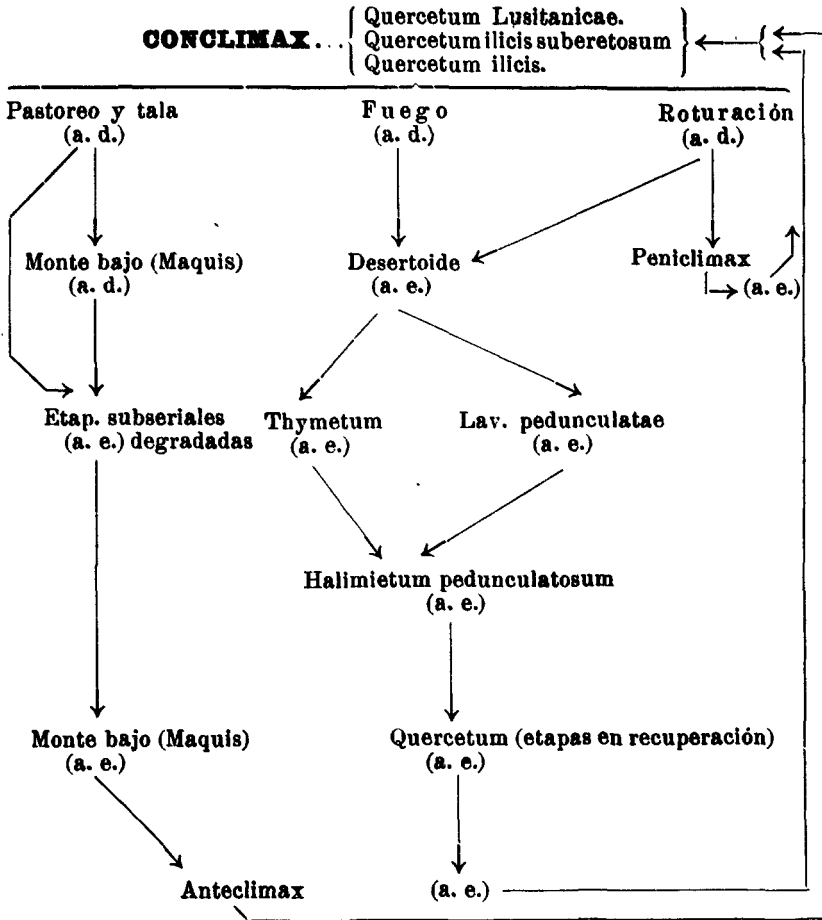 Quercetum Lusitanicae.
CONCLIMAX... Quercetum ilicis suberetosum
Quercetum ilicis.
Pastoreo y tala Fuego Roturación
(a. d.) (a. d.) (a. d.)
Monte bajo (Maquis) Desertoide Peniclimax
(a. d.) (a. e.) (a. e.)
Etap. subseriales Thymetum Lav. pedunculatae
(a. e.) degradadas (a. e.) (a. e.)
Halimietum pedunculatosum
(a. e.)
Monte bajo (Maquis) Quercetum (etapas en recuperación)
(a. e.) (a. e.)
Anteclimax (a. e.)